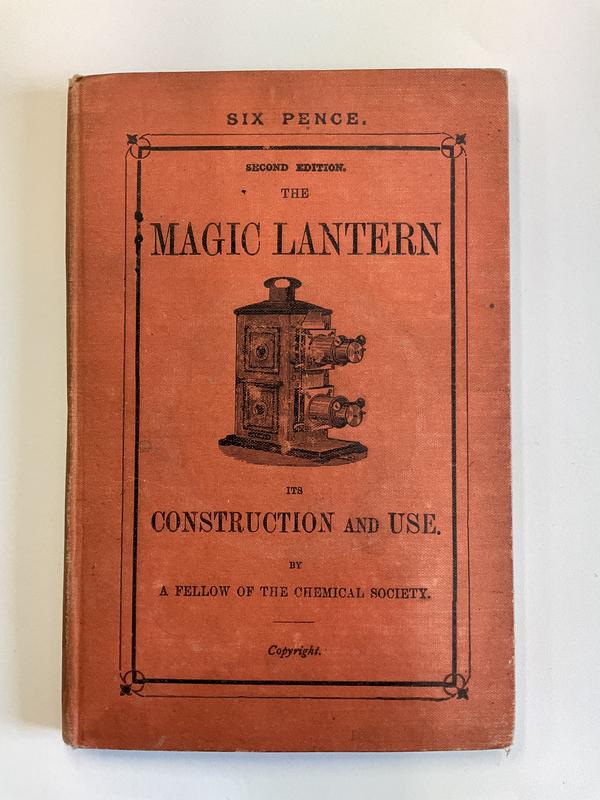 SIX PENCE.
SECOND EDITION.
THE
MAGIC LANTERN
ITS
CONSTRUCTION AND USE.
BY
A FELLOW OF THE CHEMICAL SOCIETY.
Copyright.